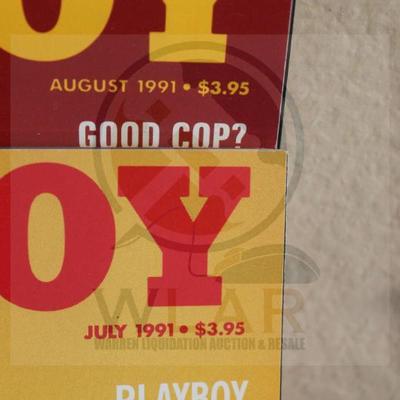 OY
AUGUST 1991 • $3.95
GOOD COP?
OY
WLAR
JULY 1991 • $3.95
WARREN LIQUIDATION AUCTION & RESALE
PLAYBOY